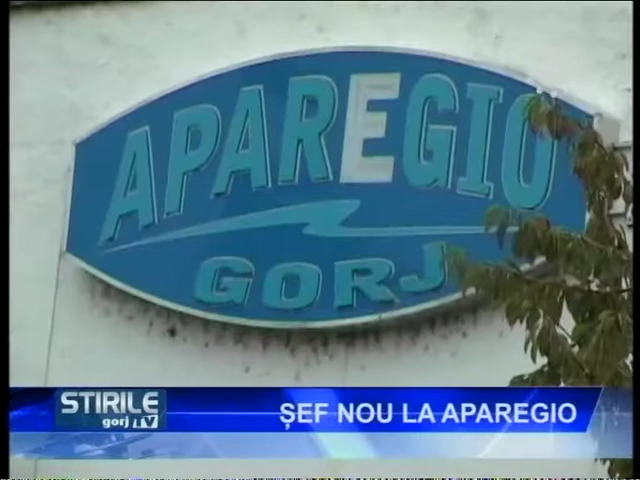 APAREGIO
GORJ
STIRILE
gorj TV
ȘEF NOU LA APAREGIO